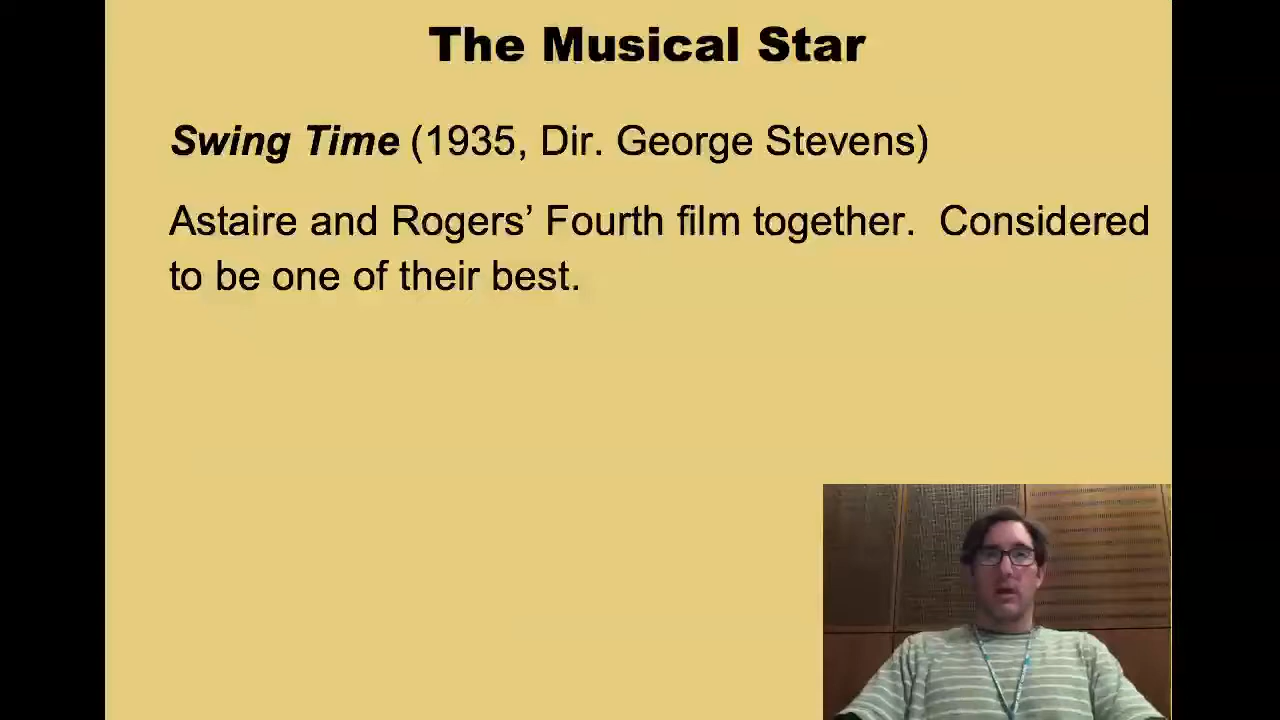 The Musical Star
Swing Time (1935, Dir. George Stevens)
Astaire and Rogers’ Fourth film together.  Considered
to be one of their best.